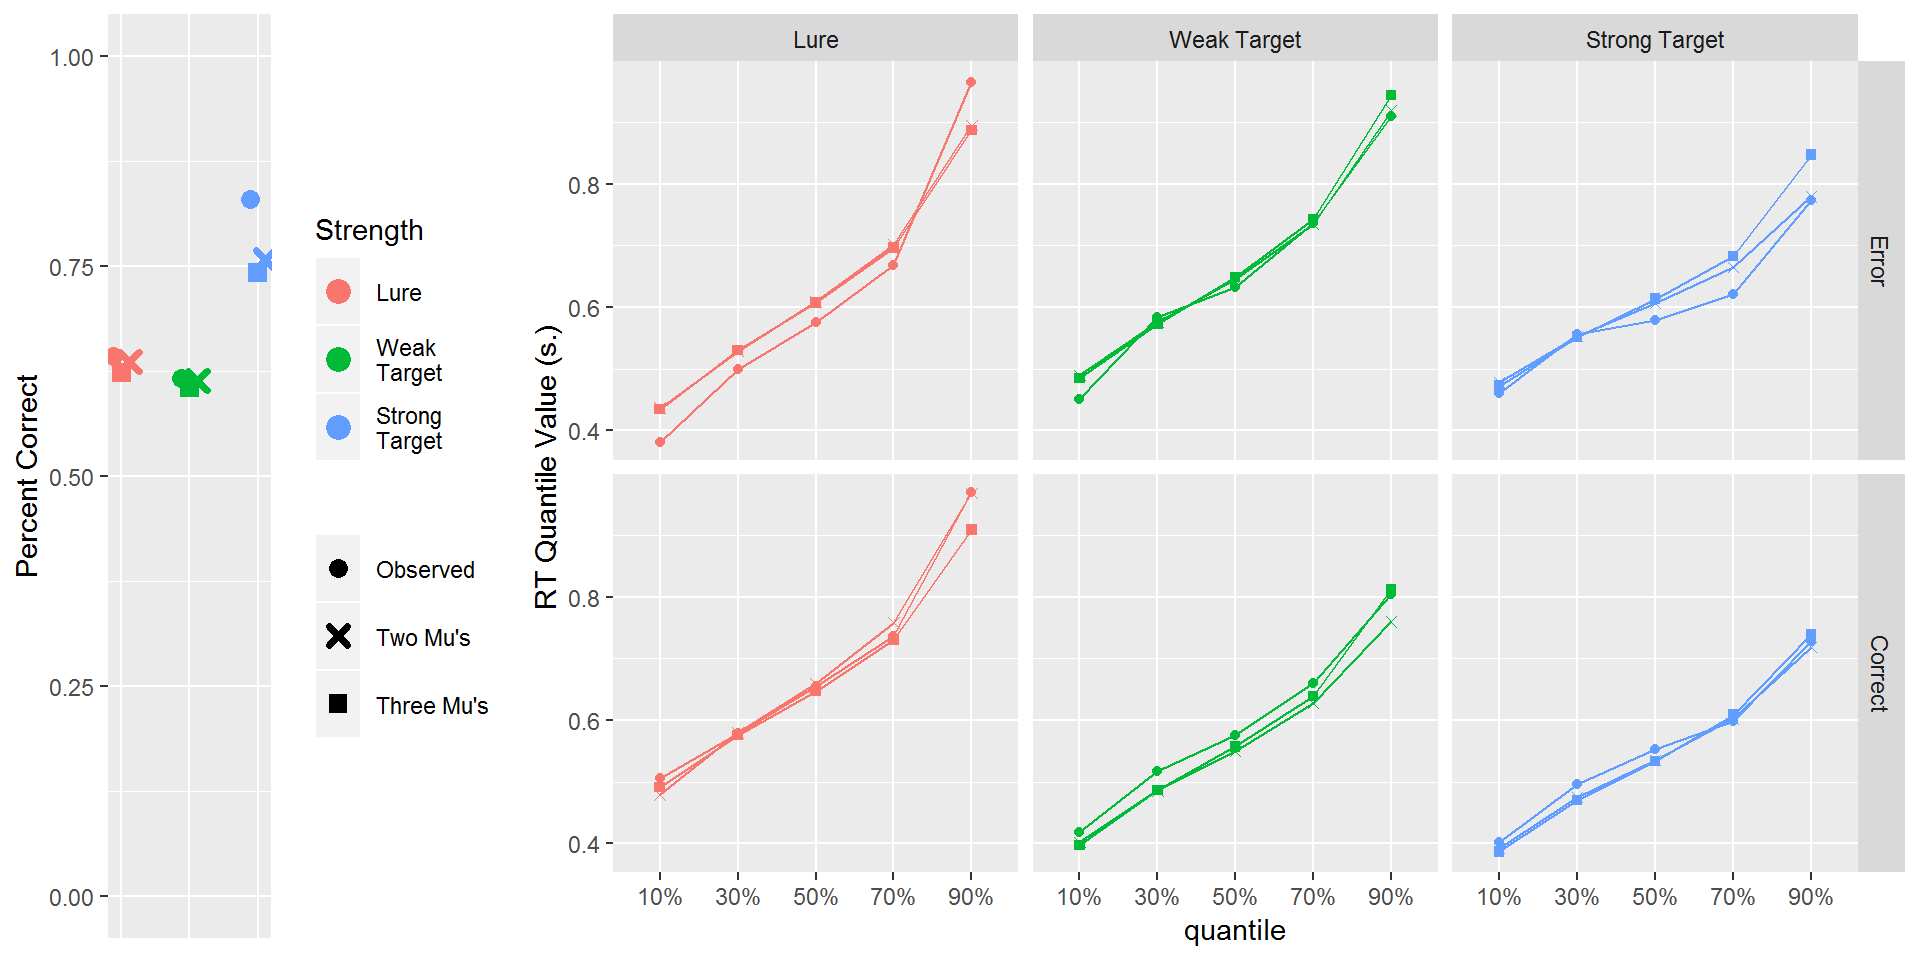 Percent Correct
1.00
0.75
0.50
0.25
0.00
Strength
Lure
Weak
Target
Strong
Target
Observed
Two Mu's
Three Mu's
RT Quantile Value (s.)
Lure
Weak Target
Strong Target
0.8
0.6
0.4
Error
0.8
0.6
0.4
Correct
10% 30% 50% 70% 90%
10% 30% 50% 70% 90%
10% 30% 50% 70% 90%
quantile